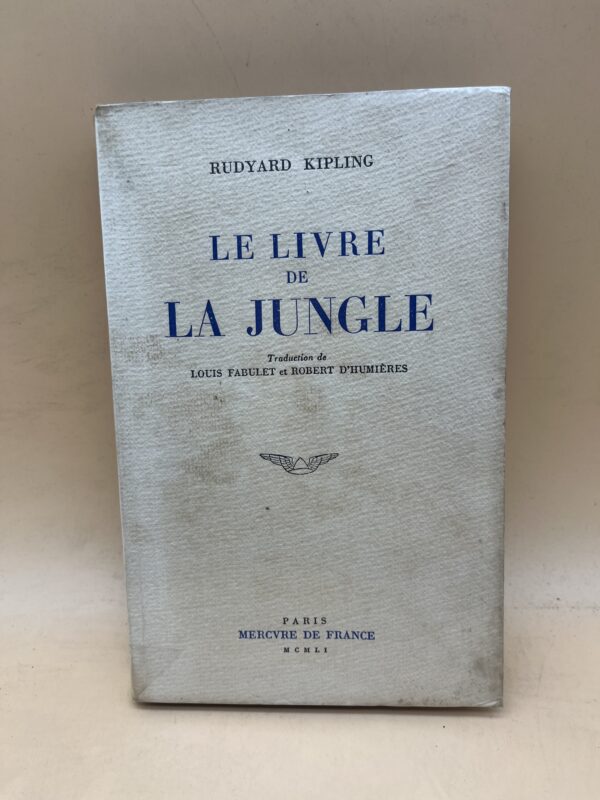 RUDYARD KIPLING
LE LIVRE
DE
LA JUNGLE
Traduction de
LOUIS FABULET et ROBERT D'HUMIÈRES
PARIS
MERCVRE DE FRANCE
MCMLI